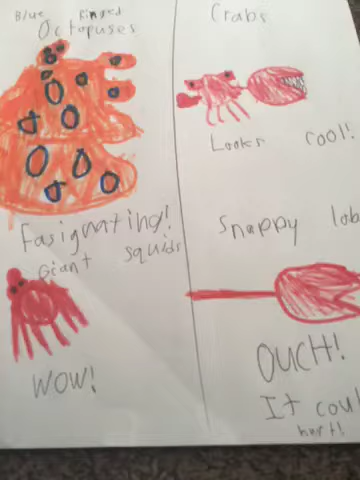 Blue Ringed
Octopuses
Fasignating!
Giant squids
WOW!
Crabs
Looks cool!
Snappy lob
OUCH!
It coul
hurt!